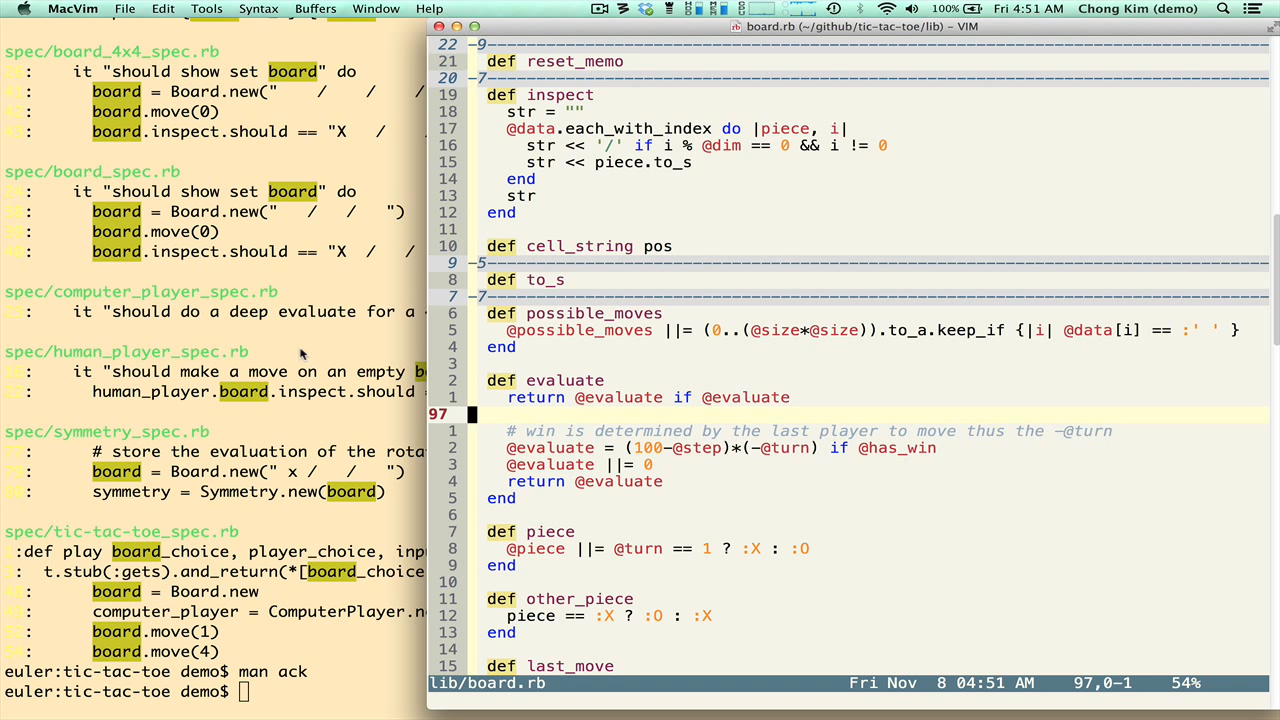 MacVim File Edit Tools Syntax Buffers Window Help 100% Fri 4:51 AM Chong Kim (demo)
spec/board_4x4_spec.rb
: it "should show set board" do
: board = Board.new(" / / /
: board.move(0)
: board.inspect.should == "X / /
spec/board_spec.rb
: it "should show set board" do
: board = Board.new(" / / ")
: board.move(0)
: board.inspect.should == "X / /
spec/computer_player_spec.rb
: it "should do a deep evaluate for a
spec/human_player_spec.rb
: it "should make a move on an empty
: human_player.board.inspect.should
spec/symmetry_spec.rb
: # store the evaluation of the rota
: board = Board.new(" x / / ")
: symmetry = Symmetry.new(board)
spec/tic-tac-toe_spec.rb
:def play board_choice, player_choice, inp
: t.stub(:gets).and_return(*[board_choice
: board = Board.new
: computer_player = ComputerPlayer.n
: board.move(1)
: board.move(4)
euler:tic-tac-toe demo$ man ack
euler:tic-tac-toe demo$
board.rb (~/github/tic-tac-toe/lib) – VIM
22 -9
21 def reset_memo
20 -7
19 def inspect
18 str = ""
17 @data.each_with_index do |piece, i|
16 str << '/' if i % @dim == 0 && i != 0
15 str << piece.to_s
14 end
13 str
12 end
11
10 def cell_string pos
9 -5
8 def to_s
7 -7
6 def possible_moves
5 @possible_moves ||= (0..(@size*@size)).to_a.keep_if {|i| @data[i] == :' ' }
4 end
3
2 def evaluate
1 return @evaluate if @evaluate
97
1 # win is determined by the last player to move thus the -@turn
2 @evaluate = (100-@step)*(-@turn) if @has_win
3 @evaluate ||= 0
4 return @evaluate
5 end
6
7 def piece
8 @piece ||= @turn == 1 ? :X : :O
9 end
10
11 def other_piece
12 piece == :X ? :O : :X
13 end
14
15 def last_move
lib/board.rb Fri Nov 8 04:51 AM 97,0-1 54%